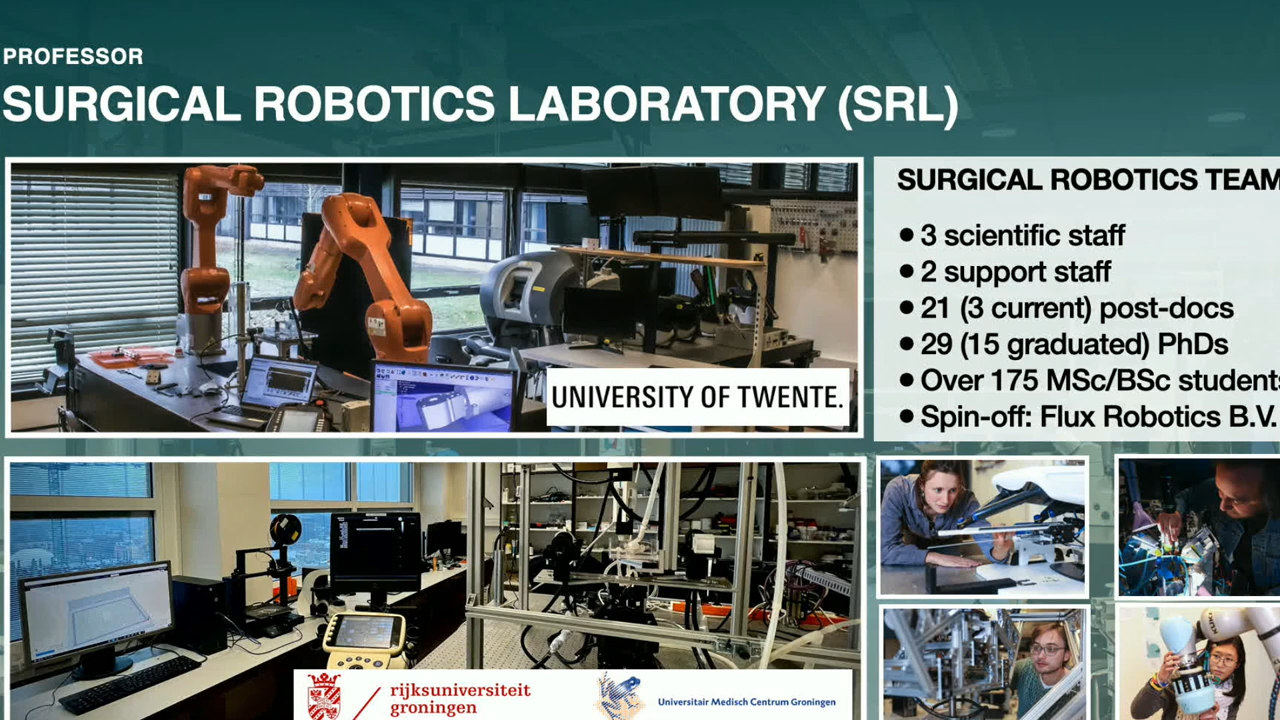 PROFESSOR
SURGICAL ROBOTICS LABORATORY (SRL)
UNIVERSITY OF TWENTE.
SURGICAL ROBOTICS TEAM
• 3 scientific staff
• 2 support staff
• 21 (3 current) post-docs
• 29 (15 graduated) PhDs
• Over 175 MSc/BSc students
• Spin-off: Flux Robotics B.V.
rijksuniversiteit
groningen
Universitair Medisch Centrum Groningen
KUKA